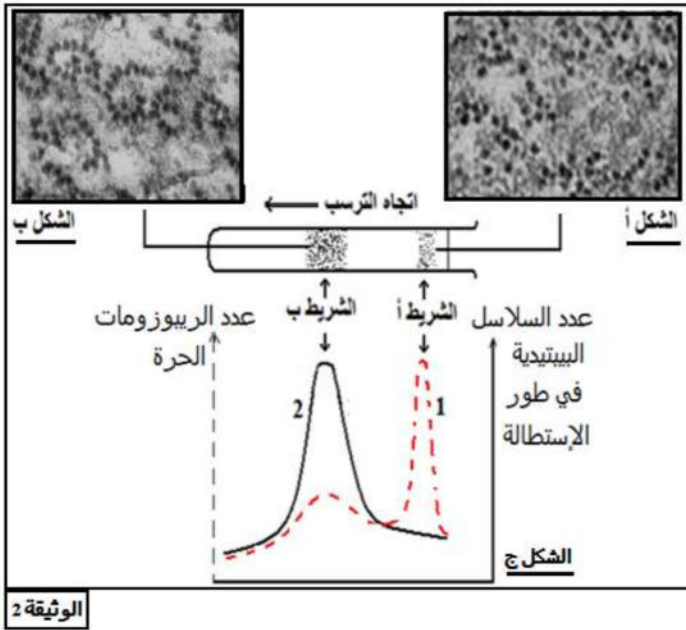 اتجاه الترسب
الشكل أ
الشكل ب
الشريط أ
الشريط ب
عدد السلاسل
الببتيدية
في طور
الإستطالة
عدد الريبوزومات
الحرة
1
2
الشكل ج
الوثيقة 2